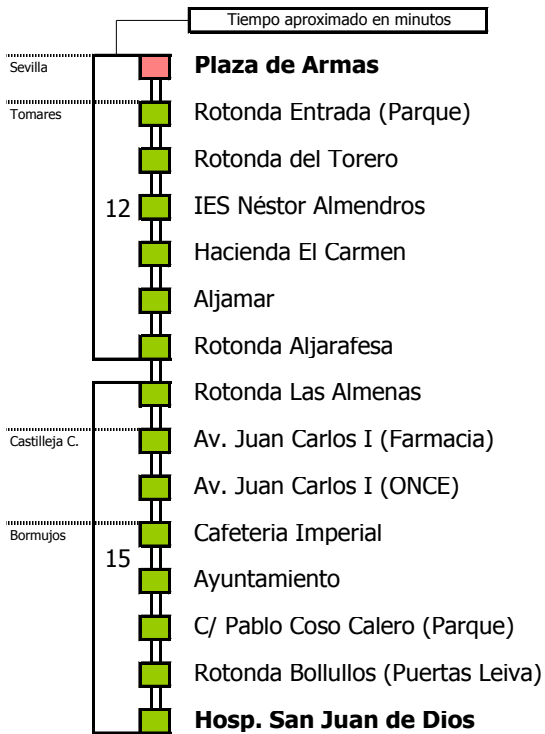 Tiempo aproximado en minutos
Sevilla
Plaza de Armas
Tomares
Rotonda Entrada (Parque)
Rotonda del Torero
12
IES Néstor Almendros
Hacienda El Carmen
Aljamar
Rotonda Aljarafesa
Rotonda Las Almenas
Castilleja C.
Av. Juan Carlos I (Farmacia)
Av. Juan Carlos I (ONCE)
Bormujos
Cafeteria Imperial
15
Ayuntamiento
C/ Pablo Coso Calero (Parque)
Rotonda Bollullos (Puertas Leiva)
Hosp. San Juan de Dios